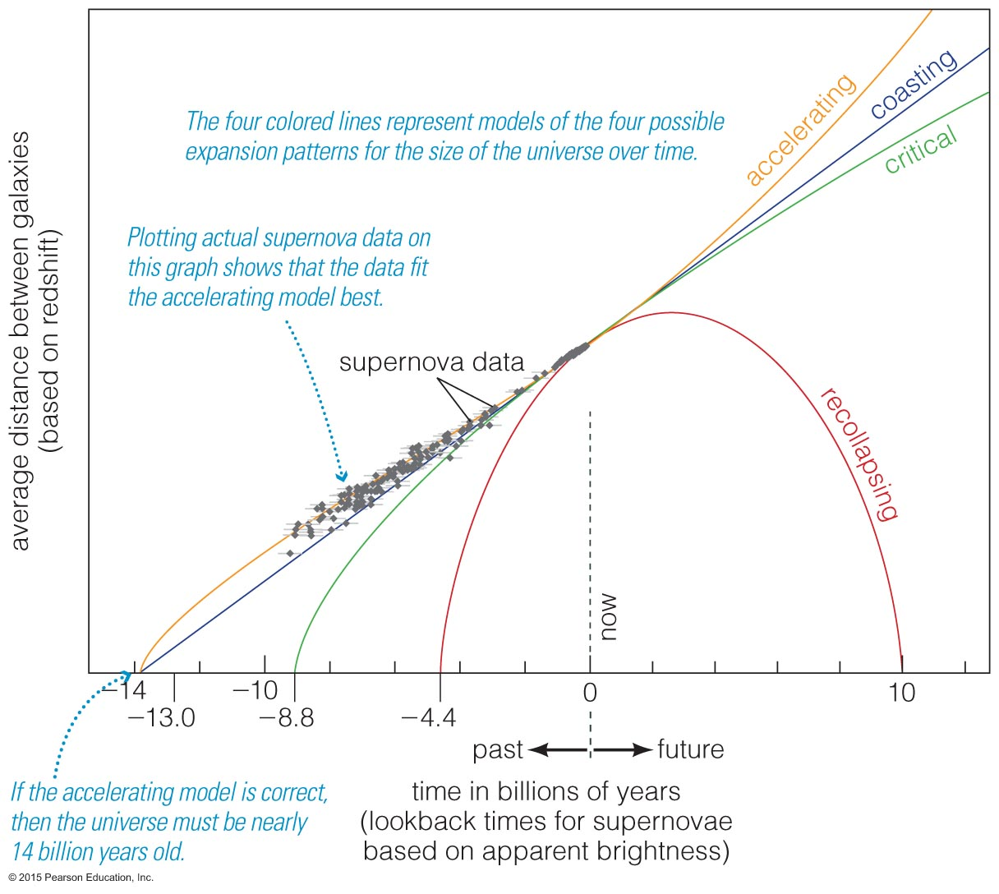 The four colored lines represent models of the four possible
expansion patterns for the size of the universe over time.
accelerating
coasting
critical
Plotting actual supernova data on
this graph shows that the data fit
the accelerating model best.
supernova data
recollapsing
average distance between galaxies
(based on redshift)
now
−14
−10
0
10
−13.0
−8.8
−4.4
past
future
time in billions of years
(lookback times for supernovae
based on apparent brightness)
If the accelerating model is correct,
then the universe must be nearly
14 billion years old.
© 2015 Pearson Education, Inc.